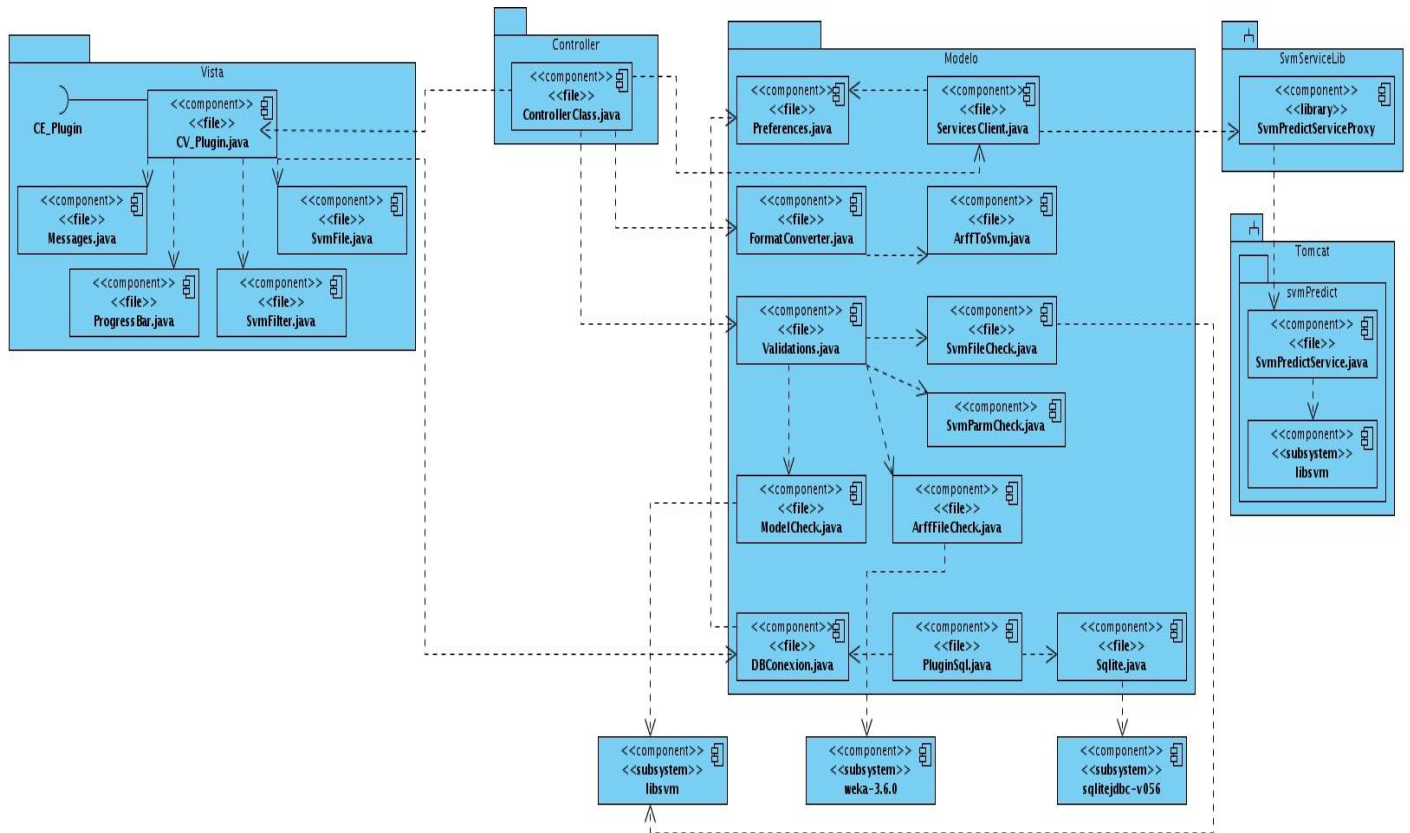 Vista
CE_Plugin
<<component>>
<<file>>
CV_Plugin.java
<<component>>
<<file>>
Messages.java
<<component>>
<<file>>
SvmFile.java
<<component>>
<<file>>
ProgressBar.java
<<component>>
<<file>>
SvmFilter.java
Controller
<<component>>
<<file>>
ControllerClass.java
Modelo
<<component>>
<<file>>
Preferences.java
<<component>>
<<file>>
ServicesClient.java
<<component>>
<<file>>
FormatConverter.java
<<component>>
<<file>>
ArffToSvm.java
<<component>>
<<file>>
Validations.java
<<component>>
<<file>>
SvmFileCheck.java
<<component>>
<<file>>
SvmParmCheck.java
<<component>>
<<file>>
ModelCheck.java
<<component>>
<<file>>
ArffFileCheck.java
<<component>>
<<file>>
DBConexion.java
<<component>>
<<file>>
PluginSql.java
<<component>>
<<file>>
Sqlite.java
SvmServiceLib
<<component>>
<<library>>
SvmPredictServiceProxy
Tomcat
svmPredict
<<component>>
<<file>>
SvmPredictService.java
<<component>>
<<subsystem>>
libsvm
<<component>>
<<subsystem>>
libsvm
<<component>>
<<subsystem>>
weka-3.6.0
<<component>>
<<subsystem>>
sqlitejdbc-v056